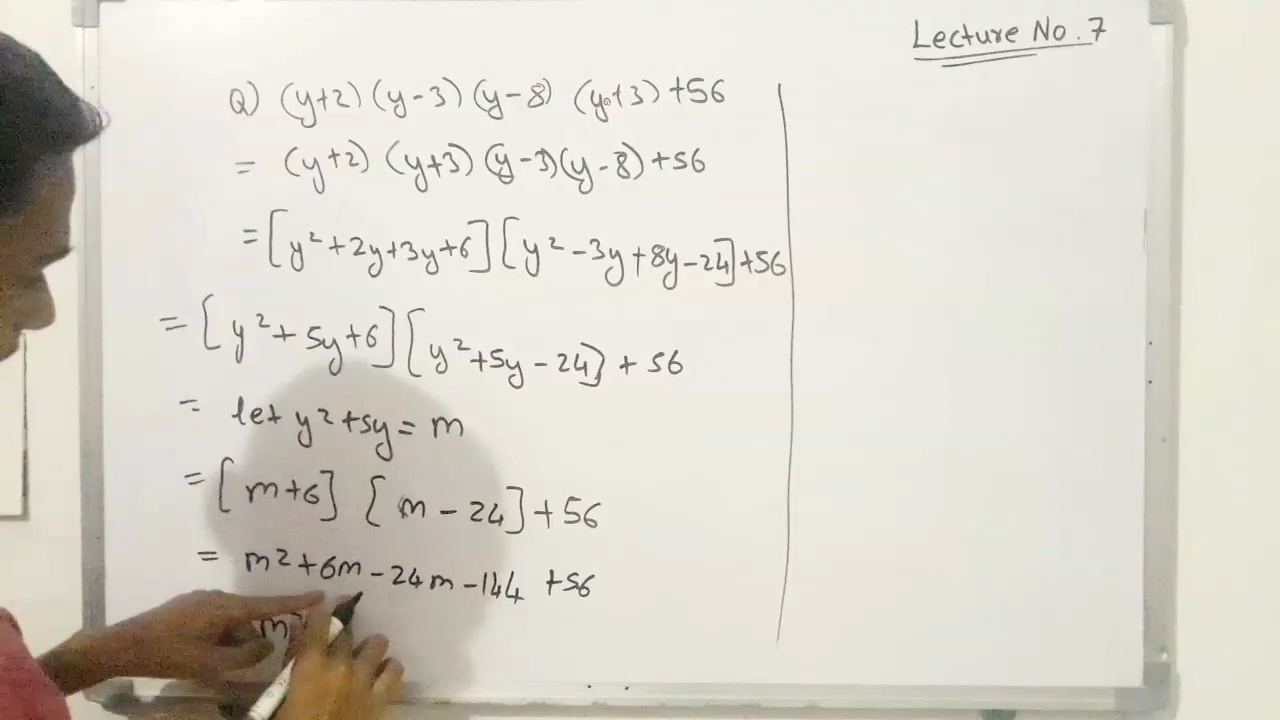 Lecture No. 7
Q) (y+2) (y-3) (y-8) (y+3) +56
= (y+2) (y+3) (y-3)(y-8) +56
= [y²+2y+3y+6] [y²-3y+8y-24] +56
= [y²+5y+6] [y²+5y-24] + 56
= let y²+5y = m
= [m+6] [m-24] +56
= m²+6m-24m-144 +56
m²